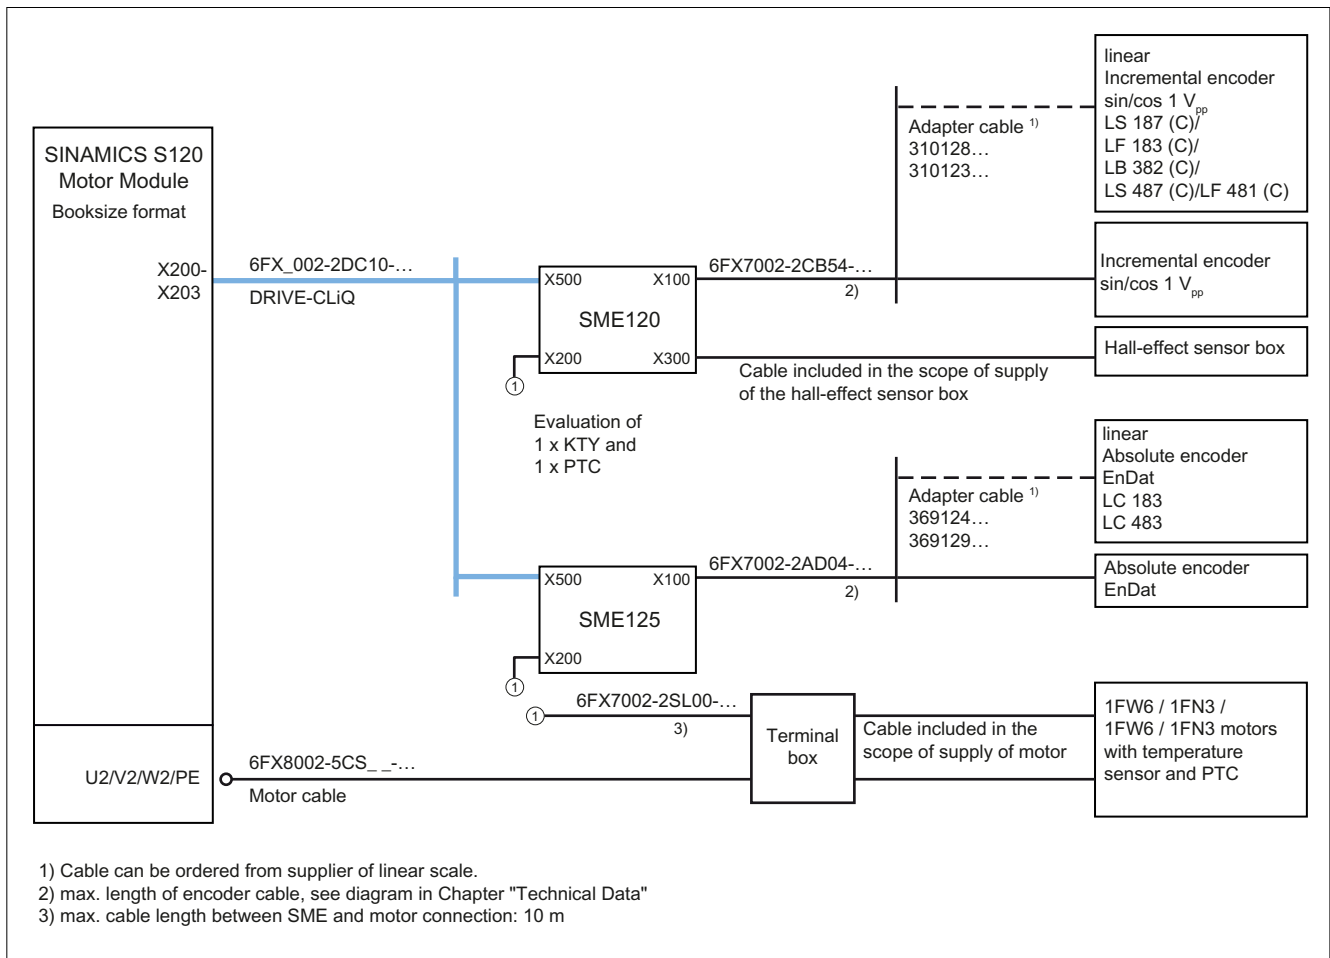 SINAMICS S120
Motor Module
Booksize format
X200-
X203
U2/V2/W2/PE
6FX_002-2DC10-…
DRIVE-CLiQ
X500
X100
SME120
X200
X300
1
Evaluation of
1 x KTY and
1 x PTC
6FX7002-2CB54-…
2)
Adapter cable 1)
310128…
310123…
linear
Incremental encoder
sin/cos 1 Vpp
LS 187 (C)/
LF 183 (C)/
LB 382 (C)/
LS 487 (C)/LF 481 (C)
Incremental encoder
sin/cos 1 Vpp
Hall-effect sensor box
Cable included in the scope of supply
of the hall-effect sensor box
X500
X100
SME125
X200
1
6FX7002-2AD04-…
2)
Adapter cable 1)
369124…
369129…
linear
Absolute encoder
EnDat
LC 183
LC 483
Absolute encoder
EnDat
1
6FX7002-2SL00-…
3)
Terminal
box
Cable included in the
scope of supply of motor
1FW6 / 1FN3 /
1FW6 / 1FN3 motors
with temperature
sensor and PTC
6FX8002-5CS_ _-…
Motor cable
1) Cable can be ordered from supplier of linear scale.
2) max. length of encoder cable, see diagram in Chapter "Technical Data"
3) max. cable length between SME and motor connection: 10 m